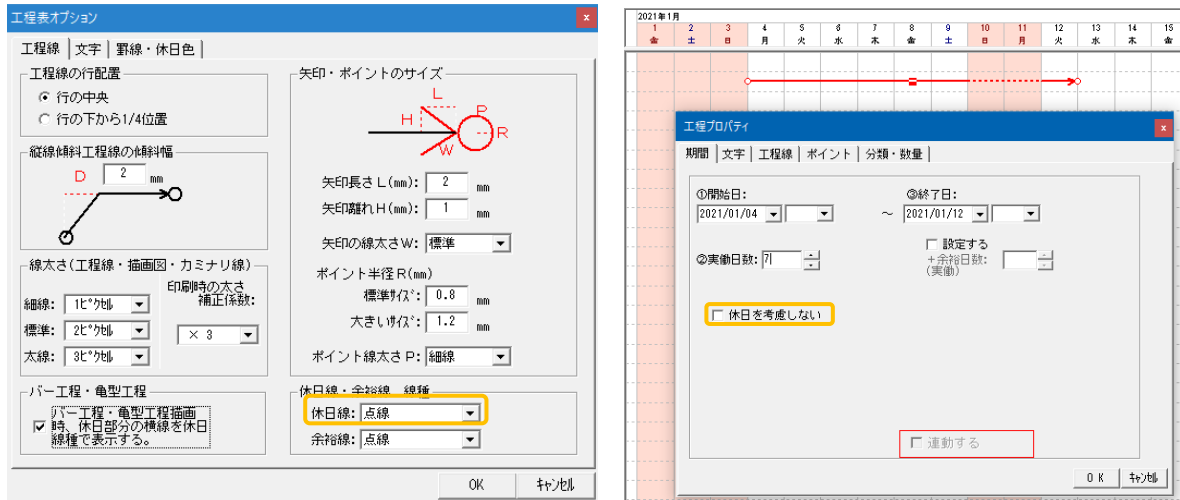 工程表オプション
x
工程線
文字
罫線・休日色
工程線の行配置
行の中央
行の下から1/4位置
縦線傾斜工程線の傾斜幅
D
2
mm
線太さ(工程線・描画図・カミナリ線)
印刷時の太さ
補正係数:
細線:
1ピクセル
標準:
2ピクセル
× 3
太線:
3ピクセル
バー工程・亀型工程
バー工程・亀型工程描画
時、休日部分の横線を休日
線種で表示する。
矢印・ポイントのサイズ
L
H
P
R
W
矢印長さL(mm):
2
mm
矢印離れH(mm):
1
mm
矢印の線太さW:
標準
ポイント半径R(mm)
標準サイズ:
0.8
mm
大きいサイズ:
1.2
mm
ポイント線太さP:
細線
休日線・余裕線 線種
休日線:
点線
余裕線:
点線
OK
キャンセル
2021年1月
1 2 3 4 5 6 7 8 9 10 11 12 13 14 15
金 土 日 月 火 水 木 金 土 日 月 火 水 木 金
工程プロパティ
x
期間
文字
工程線
ポイント
分類・数量
①開始日:
2021/01/04
~
③終了日:
2021/01/12
②実働日数:
7
設定する
+余裕日数:
(実働)
休日を考慮しない
連動する
OK
キャンセル